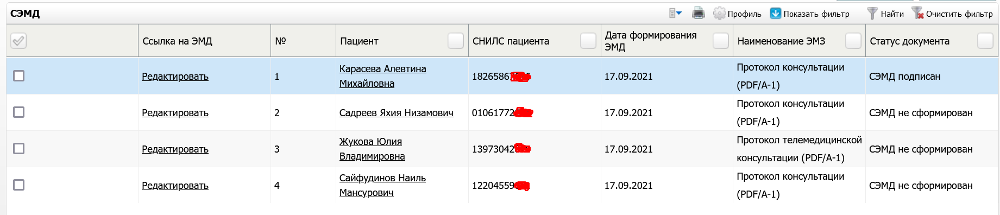 СЭМД
Профиль Показать фильтр Найти Очистить фильтр
Ссылка на ЭМД № Пациент СНИЛС пациента Дата формирования ЭМД Наименование ЭМЗ Статус документа
Редактировать 1 Карасева Алевтина Михайловна 1826586 17.09.2021 Протокол консультации (PDF/A-1) СЭМД подписан
Редактировать 2 Садреев Яхия Низамович 01061772 17.09.2021 Протокол консультации (PDF/A-1) СЭМД не сформирован
Редактировать 3 Жукова Юлия Владимировна 13973042 17.09.2021 Протокол телемедицинской консультации (PDF/A-1) СЭМД не сформирован
Редактировать 4 Сайфудинов Наиль Мансурович 12204559 17.09.2021 Протокол консультации (PDF/A-1) СЭМД не сформирован